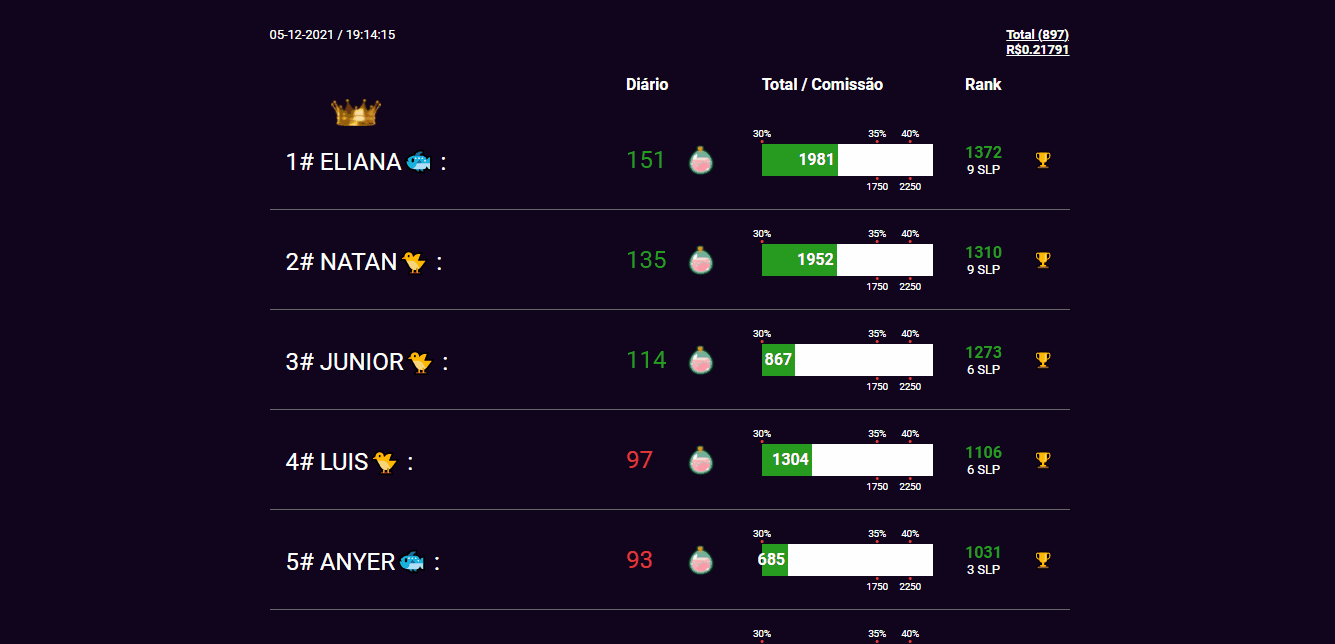 05-12-2021 / 19:14:15
Total (897)
R$0.21791
Diário Total / Comissão Rank
30% 35% 40%
1# ELIANA : 151 1981 1372
9 SLP
1750 2250
30% 35% 40%
2# NATAN : 135 1952 1310
9 SLP
1750 2250
30% 35% 40%
3# JUNIOR : 114 867 1273
6 SLP
1750 2250
30% 35% 40%
4# LUIS : 97 1304 1106
6 SLP
1750 2250
30% 35% 40%
5# ANYER : 93 685 1031
3 SLP
1750 2250
30% 35% 40%